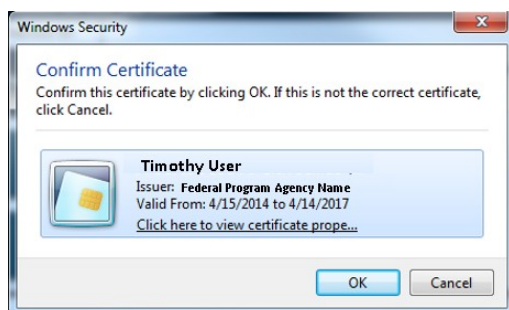 Windows Security
X
Confirm Certificate
Confirm this certificate by clicking OK. If this is not the correct certificate,
click Cancel.
Timothy User
Issuer: Federal Program Agency Name
Valid From: 4/15/2014 to 4/14/2017
Click here to view certificate prope...
OK
Cancel